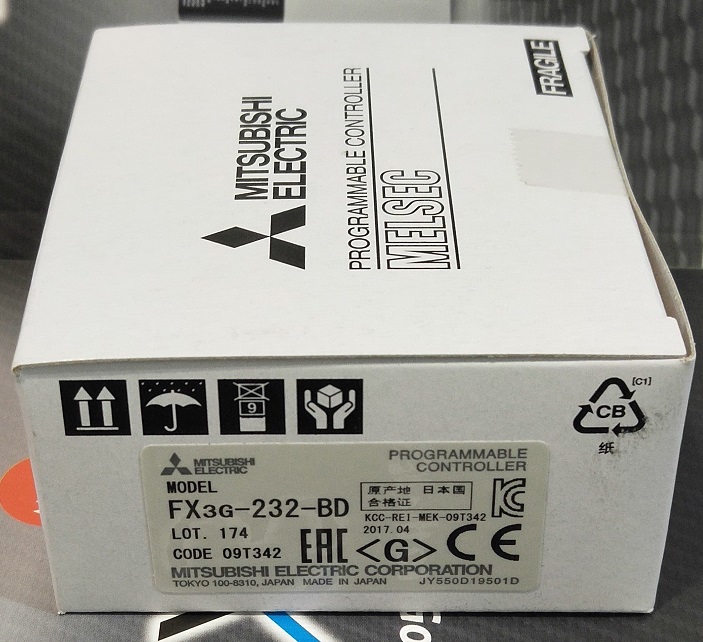 FRAGILE
MITSUBISHI
ELECTRIC
PROGRAMMABLE CONTROLLER
MELSEC
9
[C1]
CB
纸
MITSUBISHI
ELECTRIC
PROGRAMMABLE
CONTROLLER
MODEL
FX3G-232-BD
原产地 日本国
合格证
KCC-REI-MEK-09T342
LOT. 174
2017.04
CODE 09T342
EAC <G> CE
MITSUBISHI ELECTRIC CORPORATION
TOKYO 100-8310, JAPAN MADE IN JAPAN JY550D19501D